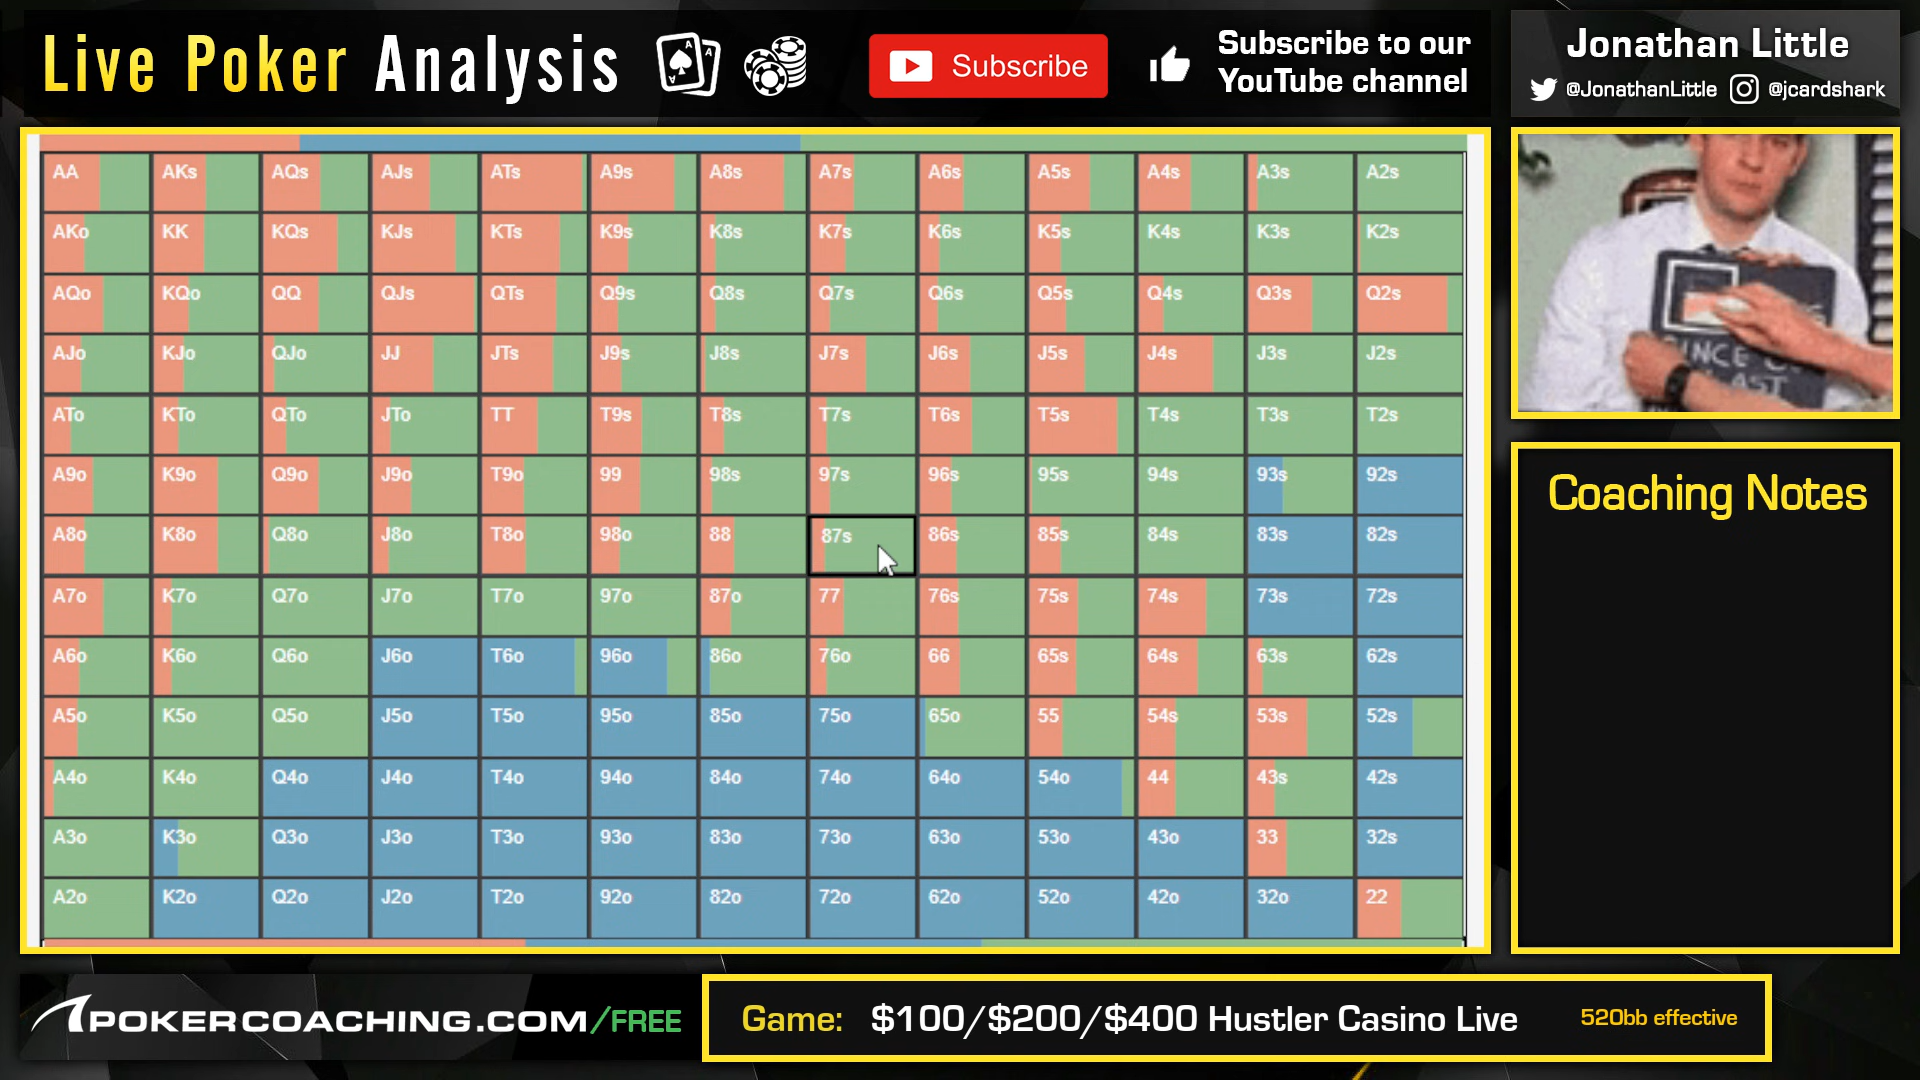 Live Poker Analysis
Subscribe
Subscribe to our
YouTube channel
Jonathan Little
@JonathanLittle @jcardshark
AA AKs AQs AJs ATs A9s A8s A7s A6s A5s A4s A3s A2s
AKo KK KQs KJs KTs K9s K8s K7s K6s K5s K4s K3s K2s
AQo KQo QQ QJs QTs Q9s Q8s Q7s Q6s Q5s Q4s Q3s Q2s
AJo KJo QJo JJ JTs J9s J8s J7s J6s J5s J4s J3s J2s
ATo KTo QTo JTo TT T9s T8s T7s T6s T5s T4s T3s T2s
A9o K9o Q9o J9o T9o 99 98s 97s 96s 95s 94s 93s 92s
A8o K8o Q8o J8o T8o 98o 88 87s 86s 85s 84s 83s 82s
A7o K7o Q7o J7o T7o 97o 87o 77 76s 75s 74s 73s 72s
A6o K6o Q6o J6o T6o 96o 86o 76o 66 65s 64s 63s 62s
A5o K5o Q5o J5o T5o 95o 85o 75o 65o 55 54s 53s 52s
A4o K4o Q4o J4o T4o 94o 84o 74o 64o 54o 44 43s 42s
A3o K3o Q3o J3o T3o 93o 83o 73o 63o 53o 43o 33 32s
A2o K2o Q2o J2o T2o 92o 82o 72o 62o 52o 42o 32o 22
Coaching Notes
POKERCOACHING.COM/FREE
Game: $100/$200/$400 Hustler Casino Live 520bb effective